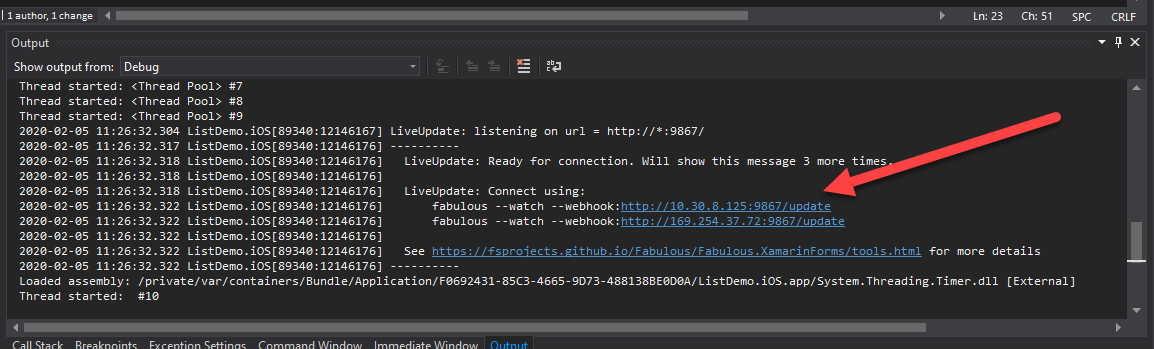 1 author, 1 change
Ln: 23 Ch: 51 SPC CRLF
Output
Show output from: Debug
Thread started: <Thread Pool> #7
Thread started: <Thread Pool> #8
Thread started: <Thread Pool> #9
2020-02-05 11:26:32.304 ListDemo.iOS[89340:12146167] LiveUpdate: listening on url = http://*:9867/
2020-02-05 11:26:32.317 ListDemo.iOS[89340:12146176] ----------
2020-02-05 11:26:32.318 ListDemo.iOS[89340:12146176]   LiveUpdate: Ready for connection. Will show this message 3 more times.
2020-02-05 11:26:32.318 ListDemo.iOS[89340:12146176]
2020-02-05 11:26:32.318 ListDemo.iOS[89340:12146176]   LiveUpdate: Connect using:
2020-02-05 11:26:32.322 ListDemo.iOS[89340:12146176]       fabulous --watch --webhook:http://10.30.8.125:9867/update
2020-02-05 11:26:32.322 ListDemo.iOS[89340:12146176]       fabulous --watch --webhook:http://169.254.37.72:9867/update
2020-02-05 11:26:32.322 ListDemo.iOS[89340:12146176]
2020-02-05 11:26:32.322 ListDemo.iOS[89340:12146176]   See https://fsprojects.github.io/Fabulous/Fabulous.XamarinForms/tools.html for more details
2020-02-05 11:26:32.322 ListDemo.iOS[89340:12146176] ----------
Loaded assembly: /private/var/containers/Bundle/Application/F0692431-85C3-4665-9D73-488138BE0D0A/ListDemo.iOS.app/System.Threading.Timer.dll [External]
Thread started:  #10
Call Stack Breakpoints Exception Settings Command Window Immediate Window Output